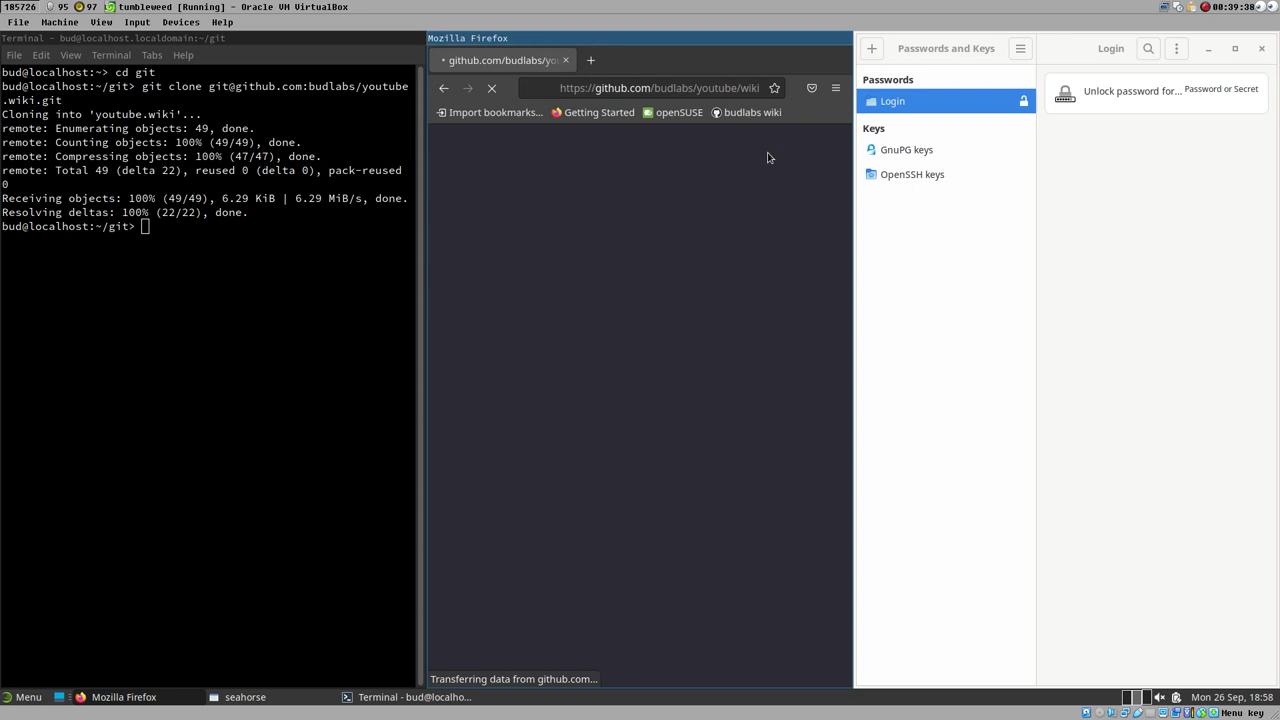 185726 95 97 tumbleweed [Running] - Oracle VM VirtualBox 00:39:38
File Machine View Input Devices Help
Terminal - bud@localhost.localdomain:~/git
File Edit View Terminal Tabs Help
bud@localhost:~> cd git
bud@localhost:~/git> git clone git@github.com:budlabs/youtube
.wiki.git
Cloning into 'youtube.wiki'...
remote: Enumerating objects: 49, done.
remote: Counting objects: 100% (49/49), done.
remote: Compressing objects: 100% (47/47), done.
remote: Total 49 (delta 22), reused 0 (delta 0), pack-reused
0
Receiving objects: 100% (49/49), 6.29 KiB | 6.29 MiB/s, done.
Resolving deltas: 100% (22/22), done.
bud@localhost:~/git>
Mozilla Firefox
github.com/budlabs/you
https://github.com/budlabs/youtube/wiki
Import bookmarks... Getting Started openSUSE budlabs wiki
Transferring data from github.com...
Passwords and Keys
Passwords
Login
Keys
GnuPG keys
OpenSSH keys
Login
Unlock password for... Password or Secret
Menu Mozilla Firefox seahorse Terminal - bud@localho... Mon 26 Sep, 18:58
Menu key